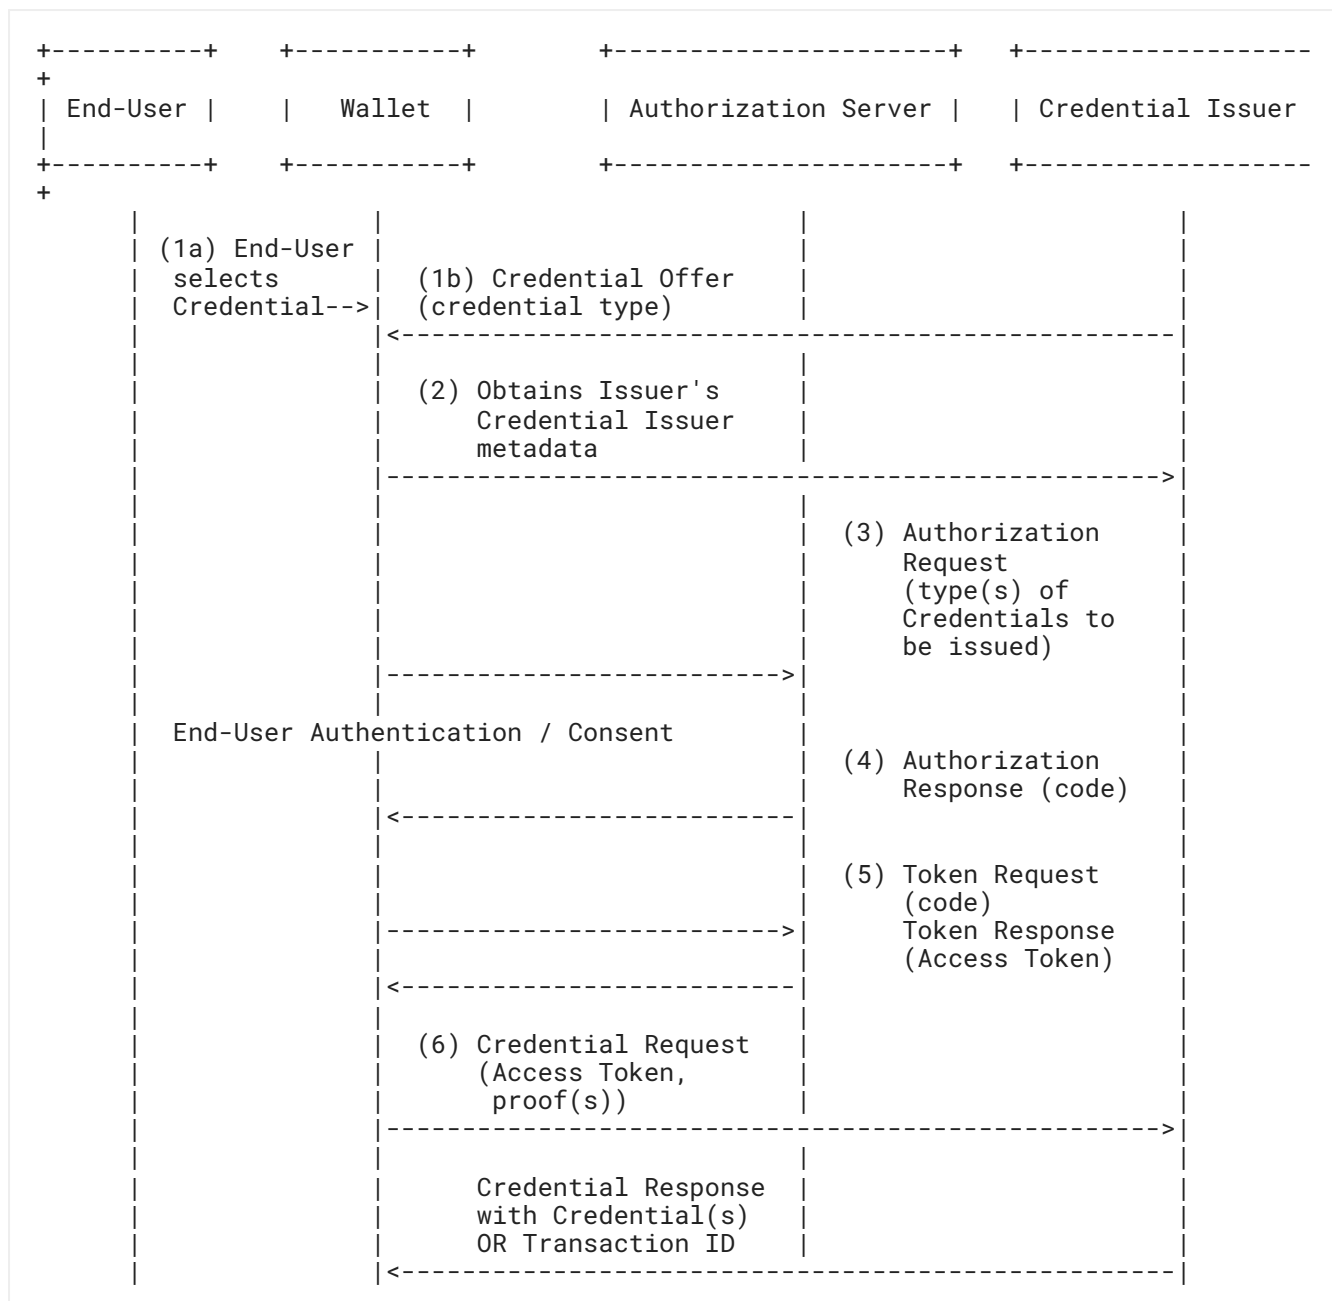 +----------+    +-----------+        +----------------------+   +-------------------
+
| End-User |    |   Wallet  |        | Authorization Server |   | Credential Issuer
|
+----------+    +-----------+        +----------------------+   +-------------------
+
(1a) End-User
selects (1b) Credential Offer
Credential--> (credential type)
<----------------------------------------------------
(2) Obtains Issuer's
Credential Issuer
metadata
---------------------------------------------------->
(3) Authorization
Request
(type(s) of
Credentials to
be issued)
-------------------------->
End-User Authentication / Consent
(4) Authorization
Response (code)
<--------------------------
(5) Token Request
(code)
--------------------------> Token Response
(Access Token)
<--------------------------
(6) Credential Request
(Access Token,
proof(s))
---------------------------------------------------->
Credential Response
with Credential(s)
OR Transaction ID
<----------------------------------------------------